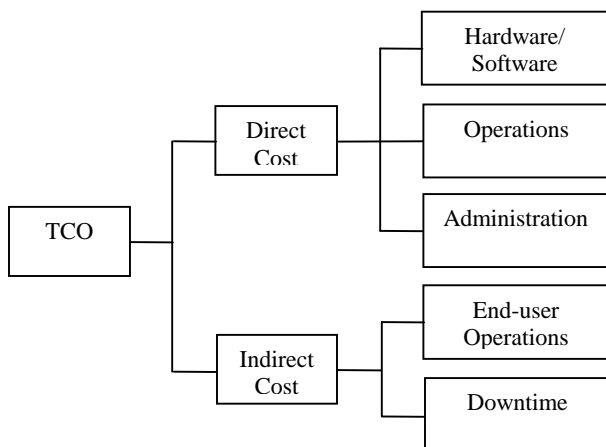 Hardware/
Software
Direct
Cost
Operations
Administration
TCO
End-user
Operations
Indirect
Cost
Downtime